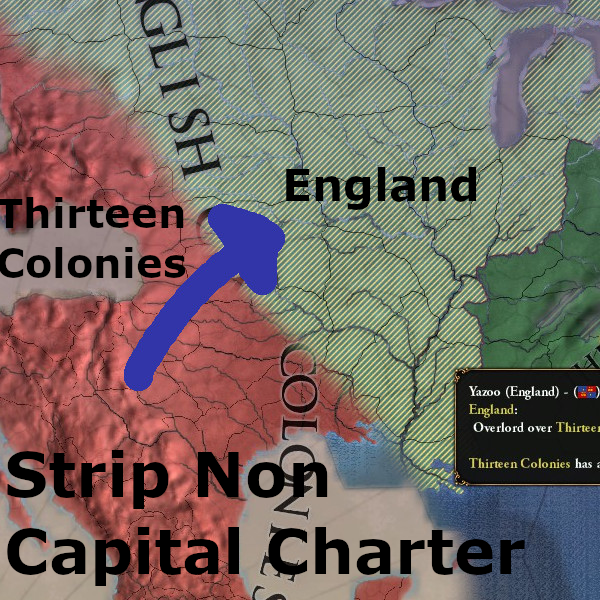 GLISH
England
Thirteen
Colonies
COLONIES
Yazoo (England) - (
England:
Overlord over Thirteen
Thirteen Colonies has a
Strip Non
Capital Charter